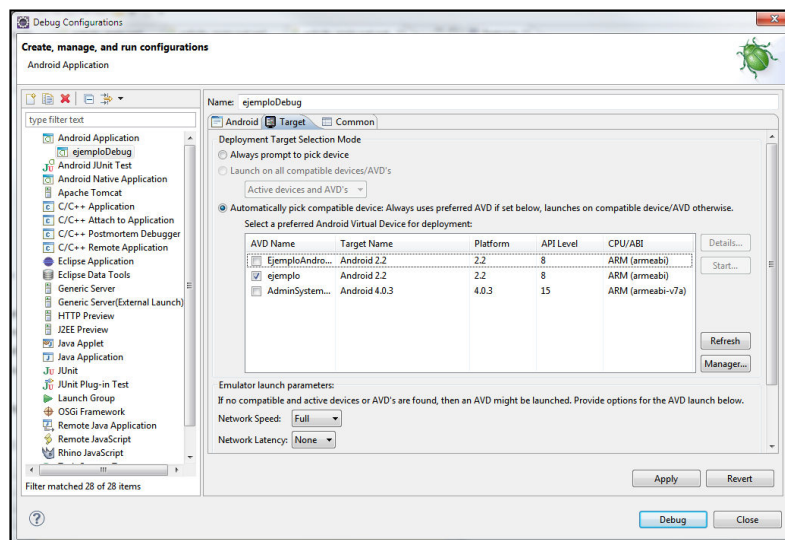 Debug Configurations
Create, manage, and run configurations
Android Application
type filter text
Android Application
ejemploDebug
Android JUnit Test
Android Native Application
Apache Tomcat
C/C++ Application
C/C++ Attach to Application
C/C++ Postmortem Debugger
C/C++ Remote Application
Eclipse Application
Eclipse Data Tools
Generic Server
Generic Server(External Launch)
HTTP Preview
J2EE Preview
Java Applet
Java Application
JUnit
JUnit Plug-in Test
Launch Group
OSGi Framework
Remote Java Application
Remote JavaScript
Rhino JavaScript
Filter matched 28 of 28 items
Name: ejemploDebug
Android Target Common
Deployment Target Selection Mode
Always prompt to pick device
Launch on all compatible devices/AVD's
Active devices and AVD's
Automatically pick compatible device: Always uses preferred AVD if set below, launches on compatible device/AVD otherwise.
Select a preferred Android Virtual Device for deployment:
AVD Name Target Name Platform API Level CPU/ABI
EjemploAndro... Android 2.2 2.2 8 ARM (armeabi)
ejemplo Android 2.2 2.2 8 ARM (armeabi)
AdminSystem... Android 4.0.3 4.0.3 15 ARM (armeabi-v7a)
Details...
Start...
Refresh
Manager...
Emulator launch parameters:
If no compatible and active devices or AVD's are found, then an AVD might be launched. Provide options for the AVD launch below.
Network Speed: Full
Network Latency: None
Apply Revert
Debug Close